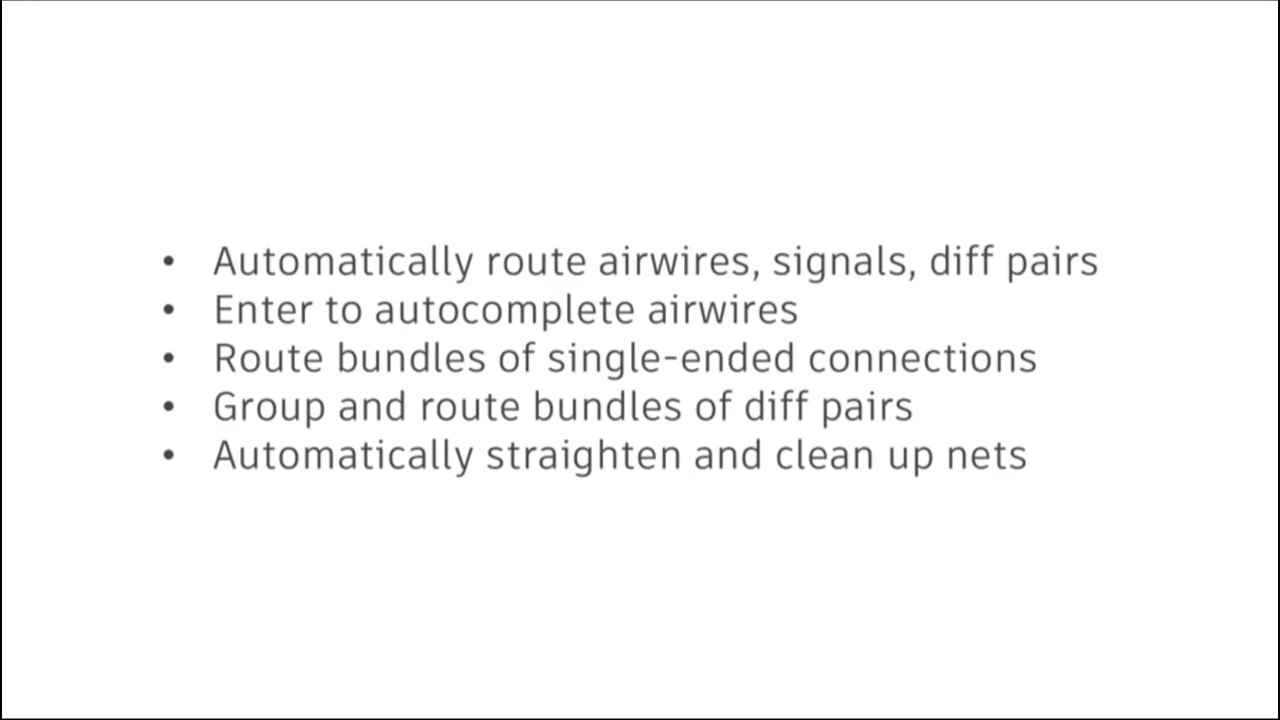 • Automatically route airwires, signals, diff pairs
• Enter to autocomplete airwires
• Route bundles of single-ended connections
• Group and route bundles of diff pairs
• Automatically straighten and clean up nets